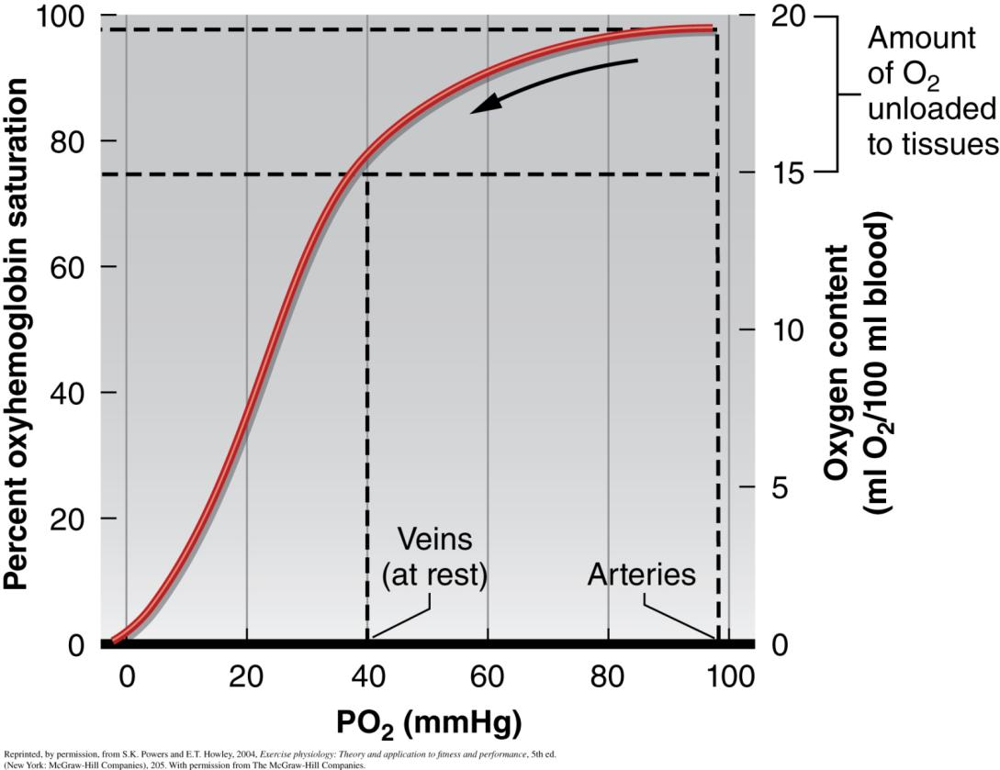 Percent oxyhemoglobin saturation
100
80
60
40
20
0
0 20 40 60 80 100
PO2 (mmHg)
Veins
(at rest)
Arteries
20
15
10
5
0
Oxygen content
(ml O2/100 ml blood)
Amount
of O2
unloaded
to tissues
Reprinted, by permission, from S.K. Powers and E.T. Howley, 2004, Exercise physiology: Theory and application to fitness and performance, 5th ed.
(New York: McGraw-Hill Companies), 205. With permission from The McGraw-Hill Companies.